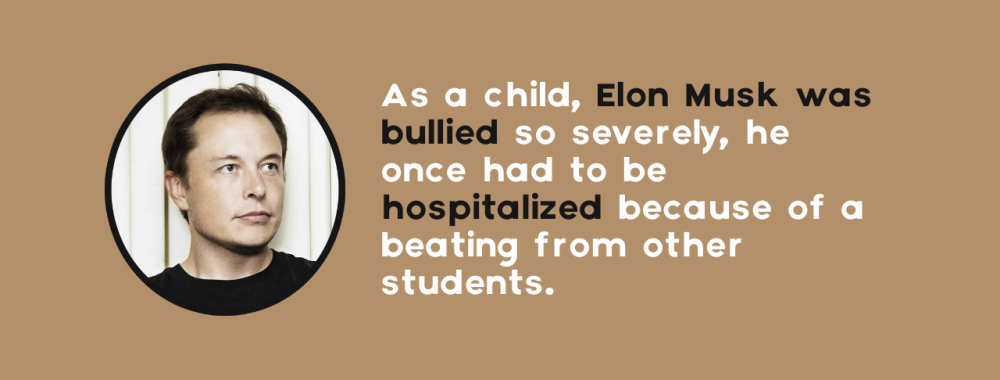 As a child, Elon Musk was
bullied so severely, he
once had to be
hospitalized because of a
beating from other
students.